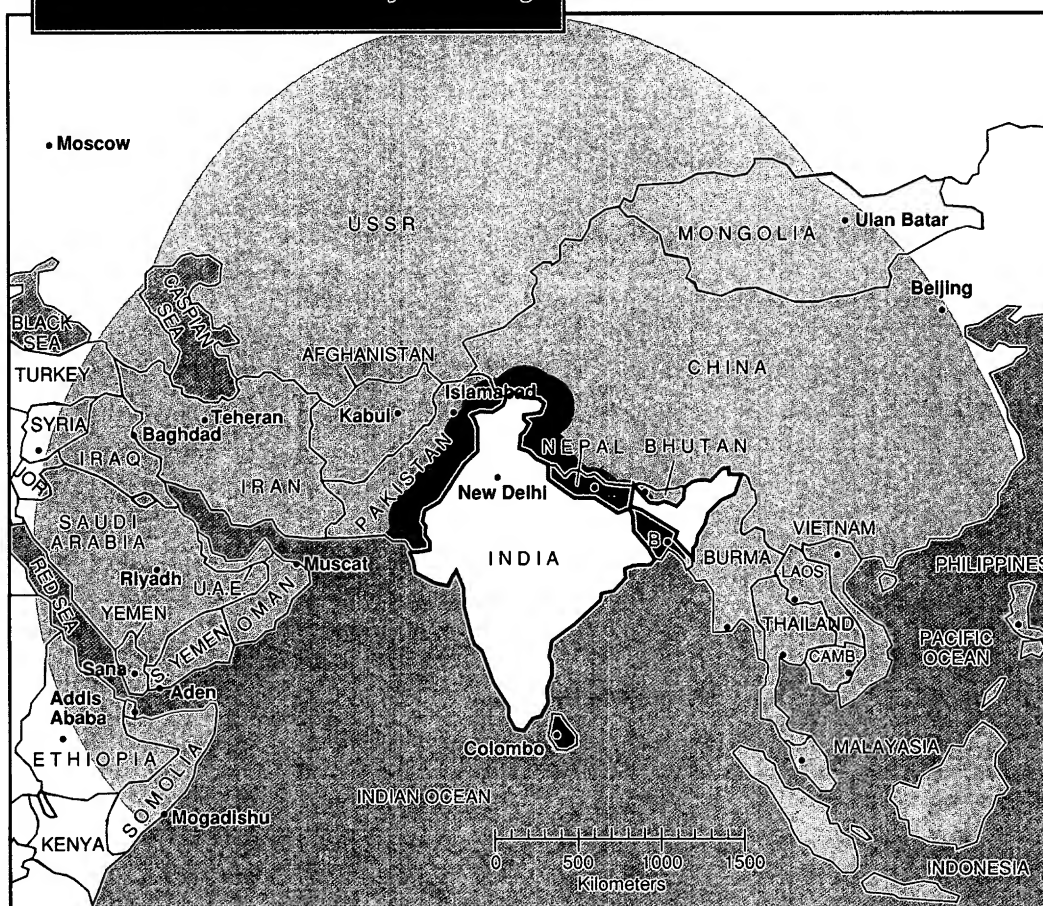 Moscow
USSR
MONGOLIA
Ulan Batar
Beijing
BLACK
SEA
CASPIAN
SEA
TURKEY
AFGHANISTAN
CHINA
SYRIA
Teheran
Kabul
Islamabad
Baghdad
IRAQ
JOR
IRAN
PAKISTAN
NEPAL
BHUTAN
New Delhi
SAUDI
ARABIA
Riyadh
U.A.E.
Muscat
OMAN
INDIA
B
BURMA
VIETNAM
LAOS
PHILIPPINES
RED SEA
YEMEN
THAILAND
PACIFIC
OCEAN
Sana
S. YEMEN
CAMB
Aden
Addis
Ababa
Colombo
ETHIOPIA
MALAYASIA
SOMOLIA
INDIAN OCEAN
Mogadishu
KENYA
0 500 1000 1500
Kilometers
INDONESIA